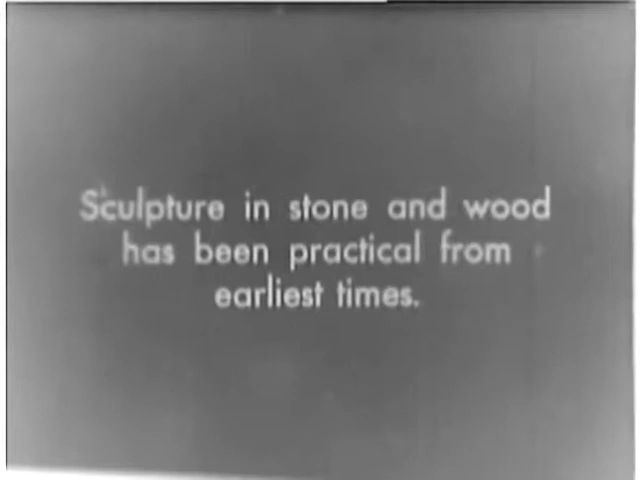 Sculpture in stone and wood
has been practical from
earliest times.